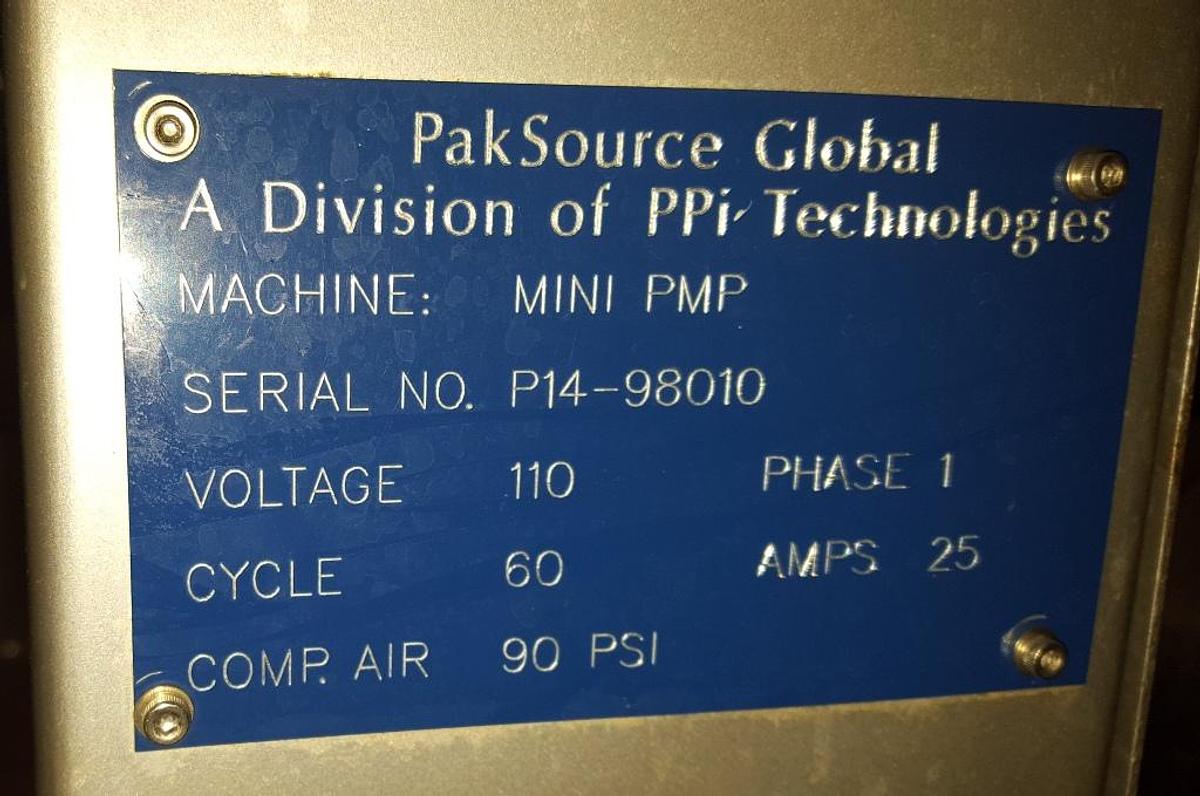 PakSource Global
A Division of PPi Technologies
MACHINE: MINI PMP
SERIAL NO. P14-98010
VOLTAGE 110 PHASE 1
CYCLE 60 AMPS 25
COMP. AIR 90 PSI